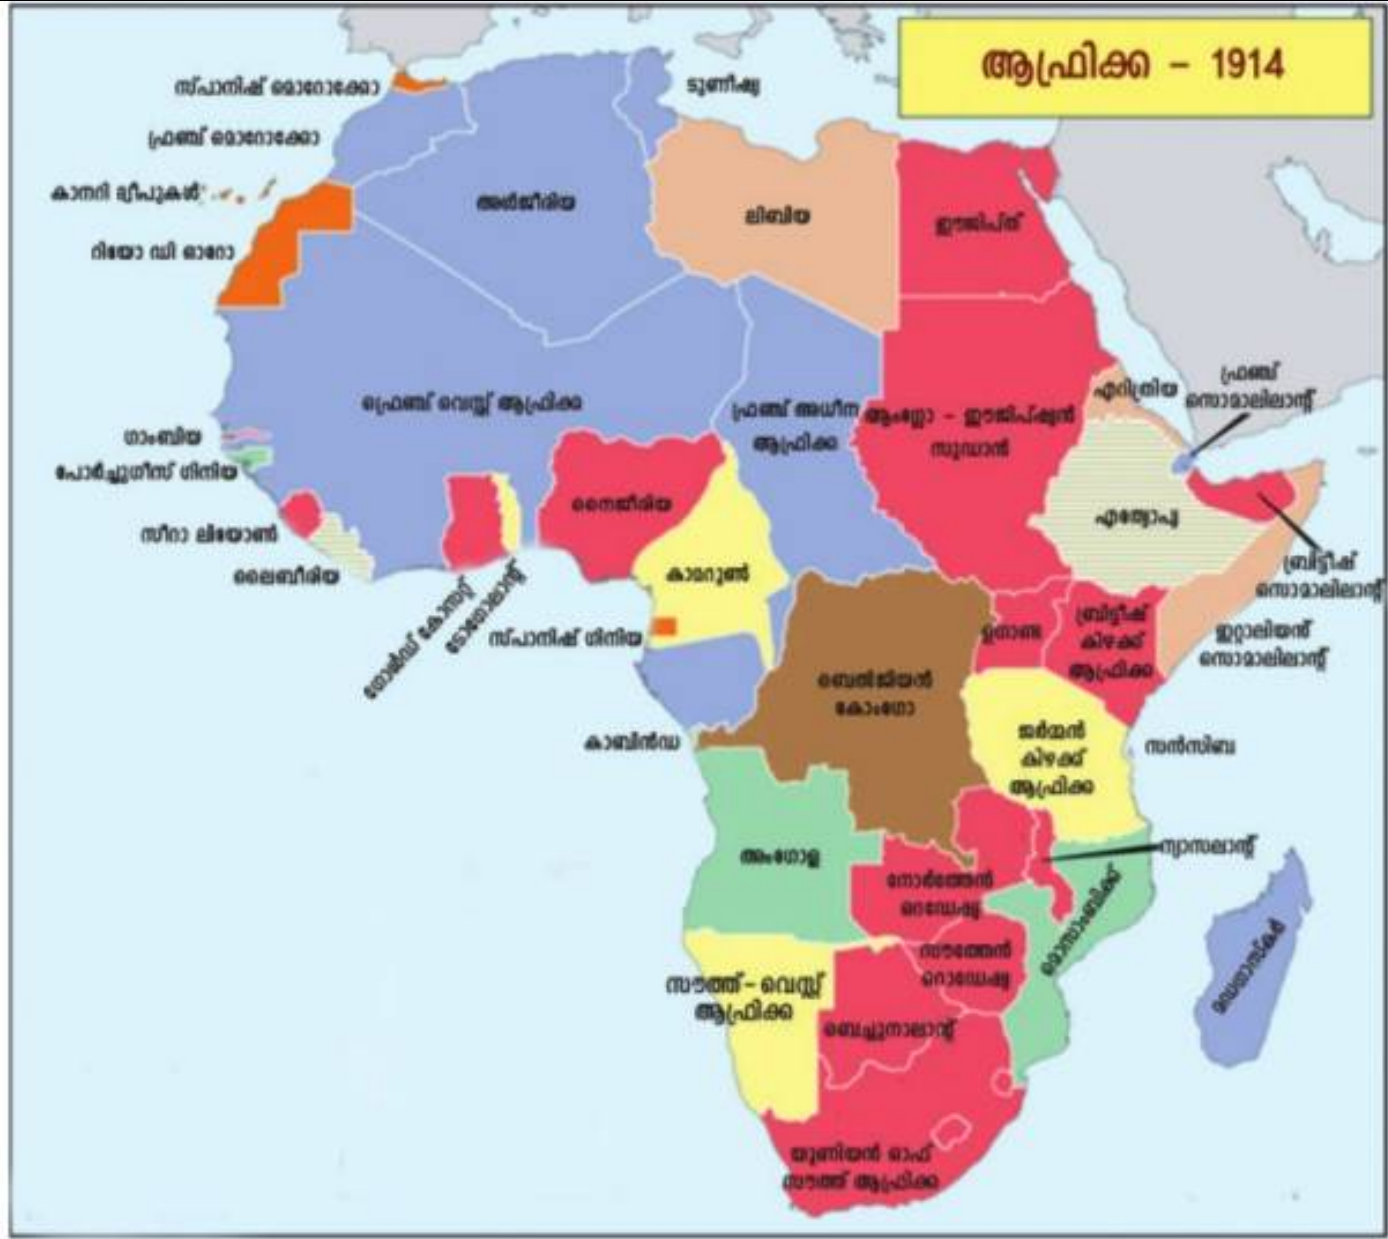 ആഫ്രിക്ക – 1914
സ്പാനിഷ് മൊറോക്കോ
ടുണീഷ്യ
ഫ്രഞ്ച് മൊറോക്കോ
കാനറി ദ്വീപുകൾ
അൾജീരിയ
ലിബിയ
ഈജിപ്ത്
റിയോ ഡി ഓറോ
ഫ്രഞ്ച്
സൊമാലിലാന്റ്
എറിത്രിയ
ഫ്രെഞ്ച് വെസ്റ്റ് ആഫ്രിക്ക
ഫ്രഞ്ച് അധീന
ആഫ്രിക്ക
ആംഗ്ലോ – ഈജിപ്ഷ്യൻ
സുഡാൻ
ഗാംബിയ
പോർച്ചുഗീസ് ഗിനിയ
നൈജീരിയ
എത്യോപ്യ
സീറാ ലിയോൺ
ലൈബീരിയ
കാമറൂൺ
ബ്രിട്ടീഷ്
സൊമാലിലാന്റ്
ഗോൾഡ് കോസ്റ്റ്
ടോഗോലാന്റ്
സ്പാനിഷ് ഗിനിയ
ഉഗാണ്ട
ബ്രിട്ടീഷ്
കിഴക്ക്
ആഫ്രിക്ക
ഇറ്റാലിയൻ
സൊമാലിലാന്റ്
ബെൽജിയൻ
കോംഗോ
കാബിൻഡ
ജർമ്മൻ
കിഴക്ക്
ആഫ്രിക്ക
സൻസിബ
അംഗോള
ന്യാസലാന്റ്
നോർത്തേൻ
റെഡേഷ്യ
മൊസാംബിക്ക്
സൗത്തേൻ
റൊഡേഷ്യ
മഡഗാസ്കർ
സൗത്ത് – വെസ്റ്റ്
ആഫ്രിക്ക
ബെച്ചുനാലാന്റ്
യൂണിയൻ ഓഫ്
സൗത്ത് ആഫ്രിക്ക